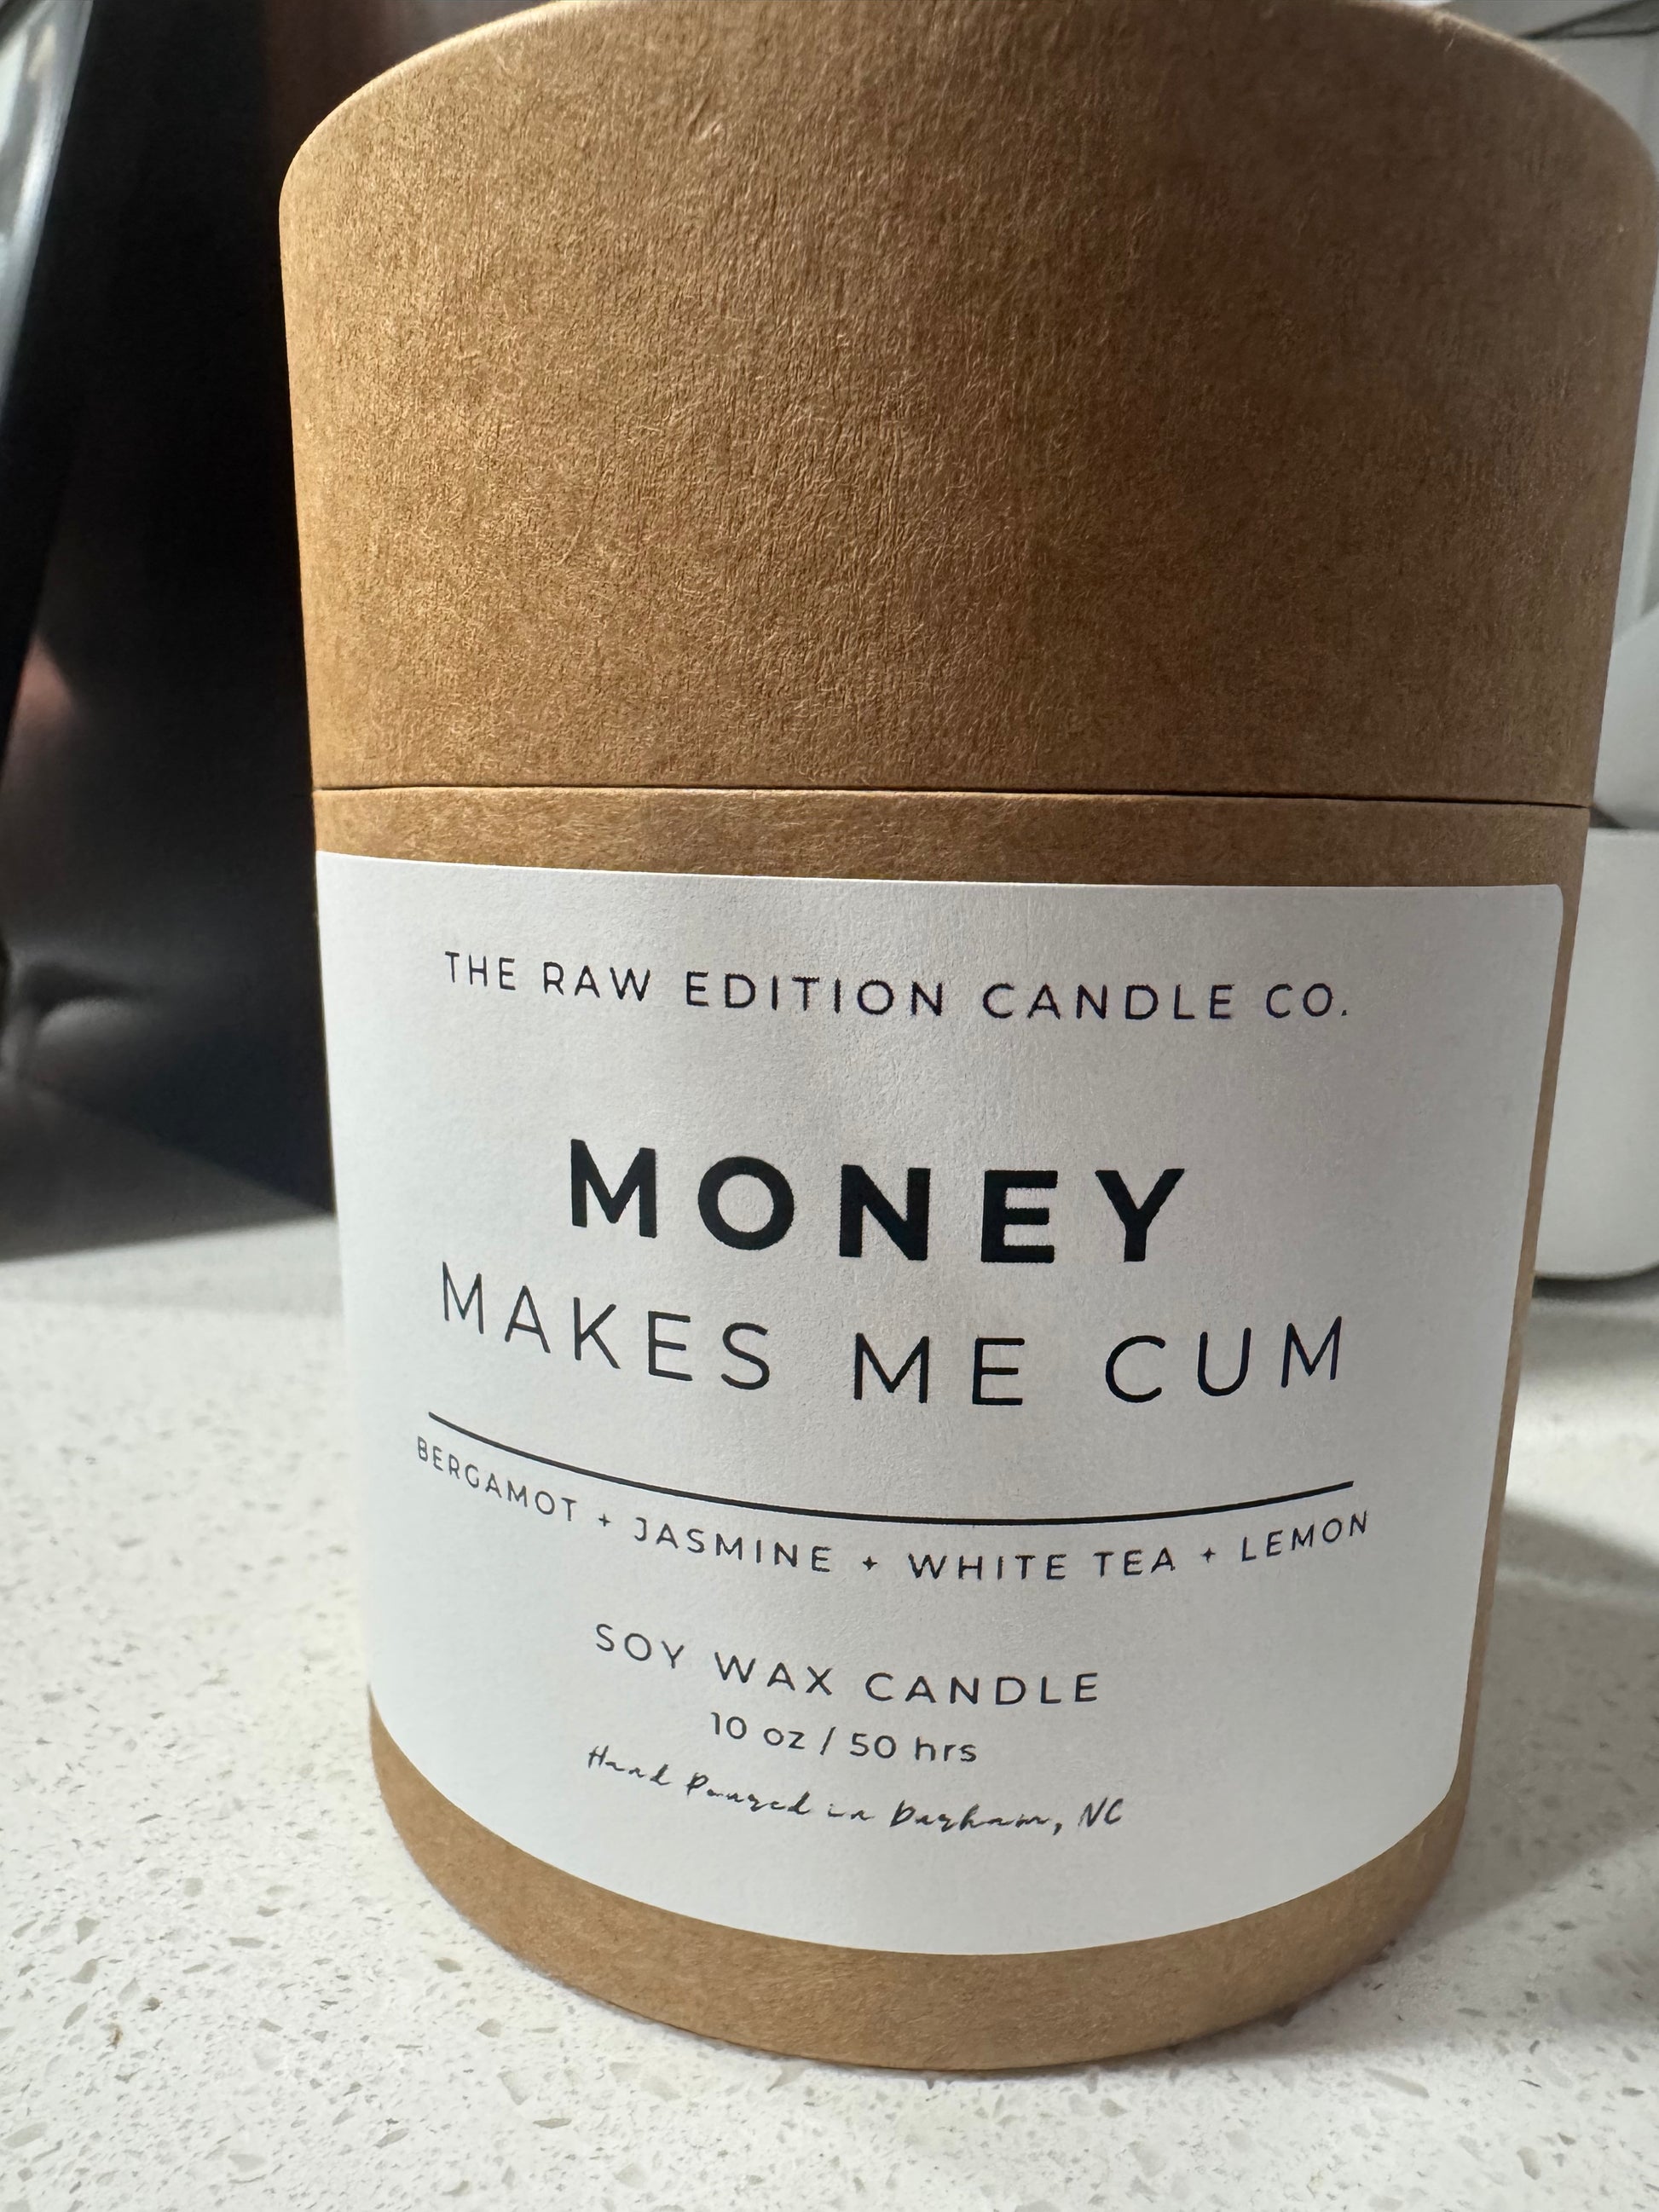 THE RAW EDITION CANDLE CO.
MONEY
MAKES ME CUM
BERGAMOT + JASMINE + WHITE TEA + LEMON
SOY WAX CANDLE
10 oz / 50 hrs
Hand Poured in Durham, NC